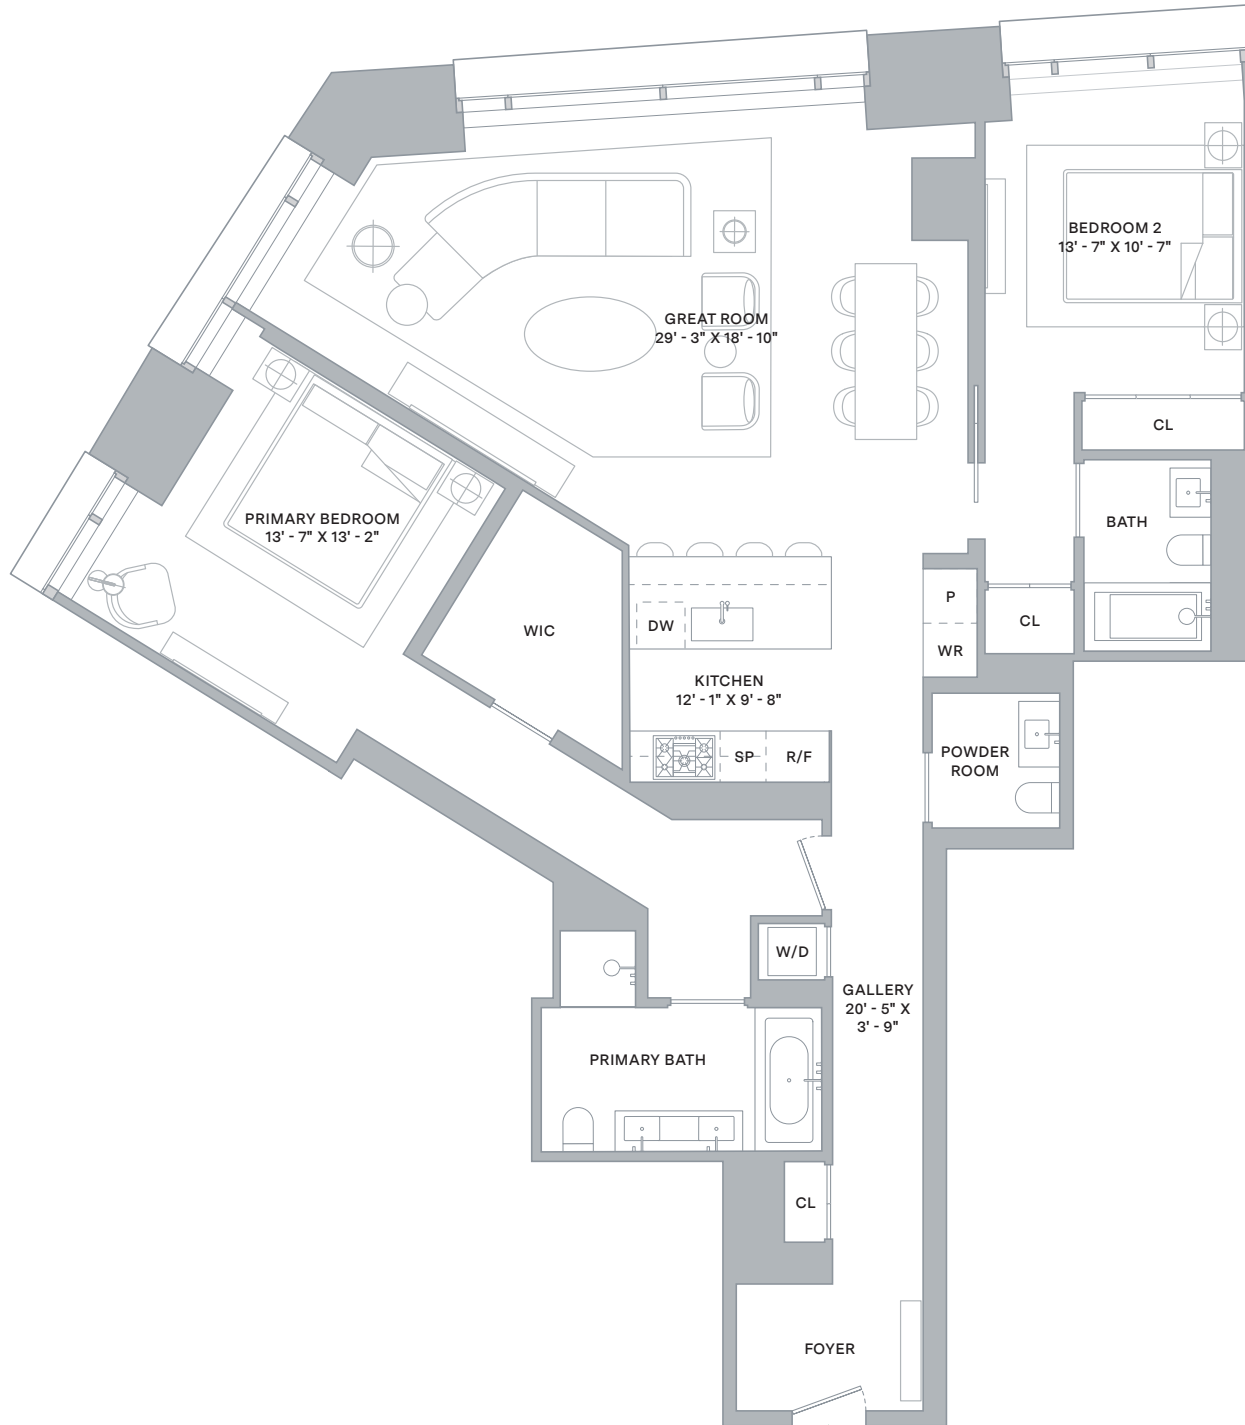 BEDROOM 2
13' - 7" X 10' - 7"
GREAT ROOM
29' - 3" X 18' - 10"
CL
PRIMARY BEDROOM
13' - 7" X 13' - 2"
BATH
P
DW
WIC
CL
WR
KITCHEN
12' - 1" X 9' - 8"
SP
R/F
POWDER
ROOM
W/D
GALLERY
20' - 5" X
3' - 9"
PRIMARY BATH
CL
FOYER